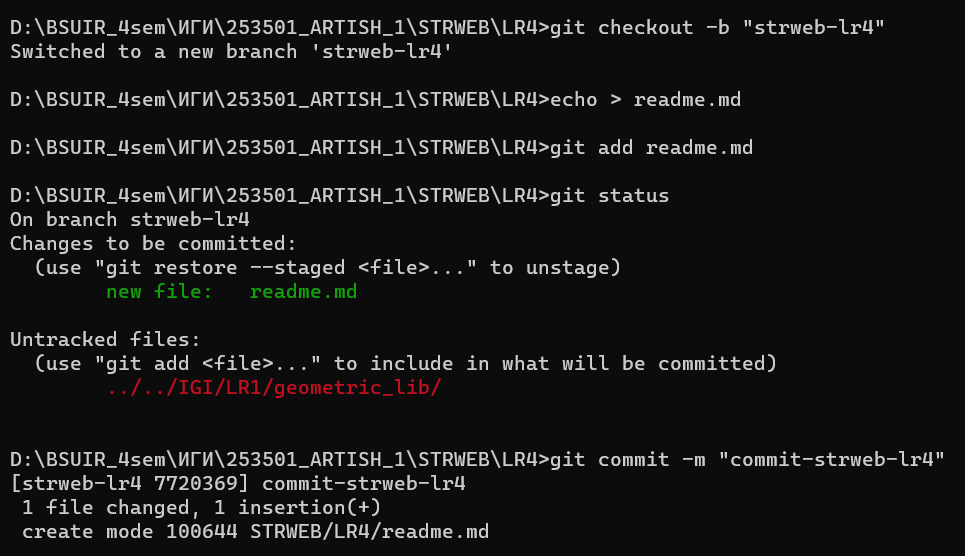 D:\BSUIR_4sem\ИГИ\253501_ARTISH_1\STRWEB\LR4>git checkout -b "strweb-lr4"
Switched to a new branch 'strweb-lr4'
D:\BSUIR_4sem\ИГИ\253501_ARTISH_1\STRWEB\LR4>echo > readme.md
D:\BSUIR_4sem\ИГИ\253501_ARTISH_1\STRWEB\LR4>git add readme.md
D:\BSUIR_4sem\ИГИ\253501_ARTISH_1\STRWEB\LR4>git status
On branch strweb-lr4
Changes to be committed:
  (use "git restore --staged <file>..." to unstage)
        new file:   readme.md
Untracked files:
  (use "git add <file>..." to include in what will be committed)
        ../../IGI/LR1/geometric_lib/
D:\BSUIR_4sem\ИГИ\253501_ARTISH_1\STRWEB\LR4>git commit -m "commit-strweb-lr4"
[strweb-lr4 7720369] commit-strweb-lr4
 1 file changed, 1 insertion(+)
 create mode 100644 STRWEB/LR4/readme.md